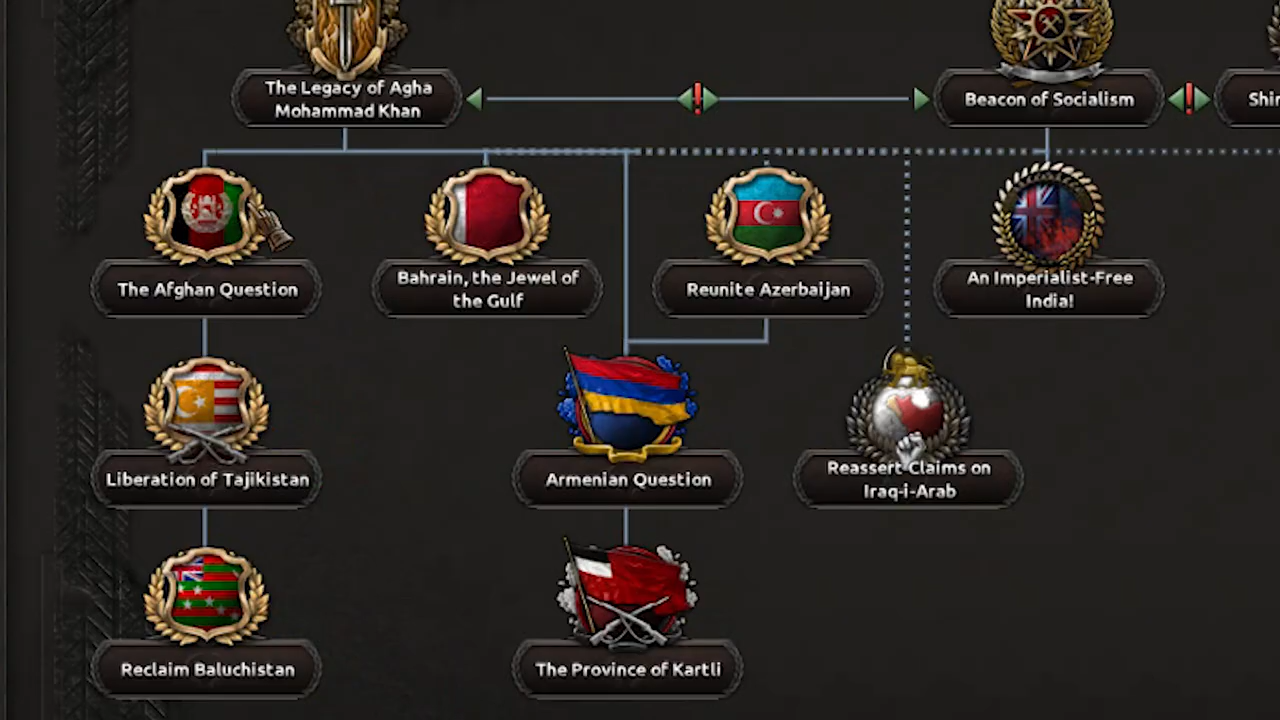 The Legacy of Agha
Mohammad Khan
Beacon of Socialism
The Afghan Question
Bahrain, the Jewel of
the Gulf
Reunite Azerbaijan
An Imperialist-Free
India!
Liberation of Tajikistan
Armenian Question
Reassert Claims on
Iraq-i-Arab
Reclaim Baluchistan
The Province of Kartli